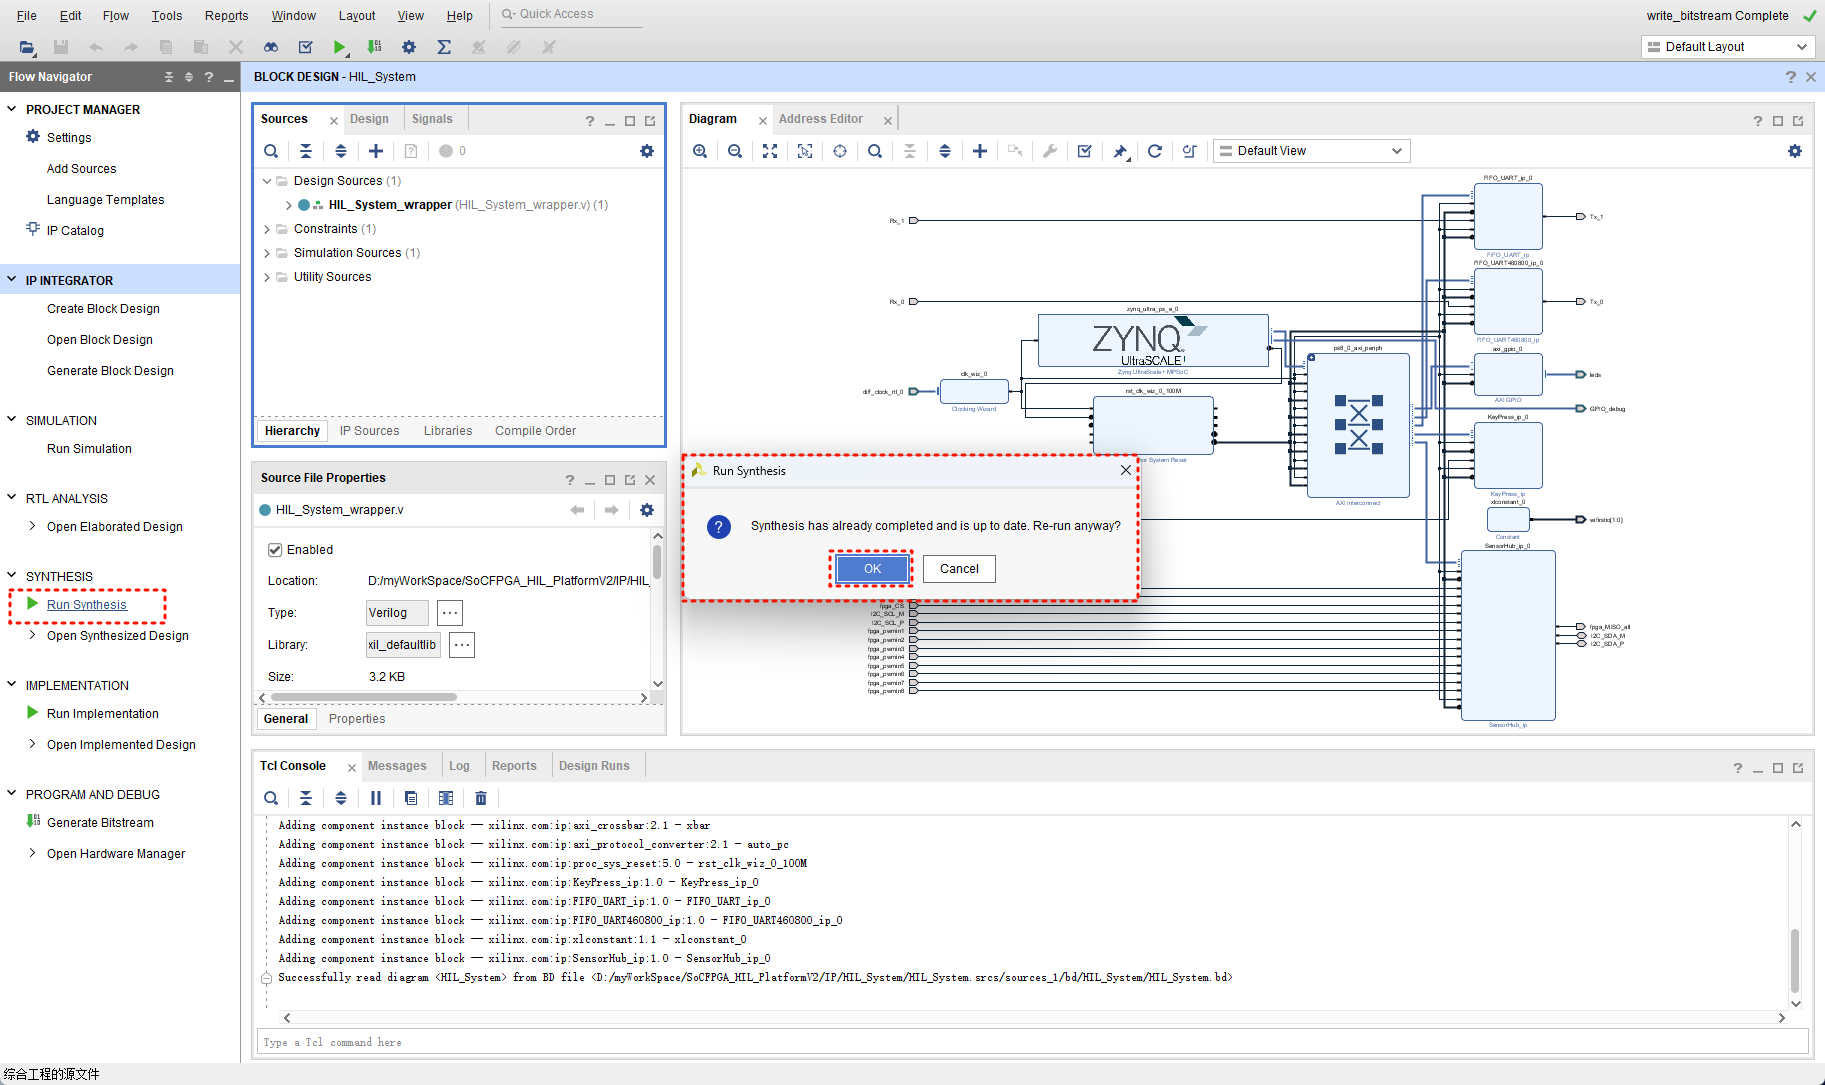 File Edit Flow Tools Reports Window Layout View Help Quick Access
write_bitstream Complete
Default Layout
Flow Navigator
PROJECT MANAGER
Settings
Add Sources
Language Templates
IP Catalog
IP INTEGRATOR
Create Block Design
Open Block Design
Generate Block Design
SIMULATION
Run Simulation
RTL ANALYSIS
Open Elaborated Design
SYNTHESIS
Run Synthesis
Open Synthesized Design
IMPLEMENTATION
Run Implementation
Open Implemented Design
PROGRAM AND DEBUG
Generate Bitstream
Open Hardware Manager
BLOCK DESIGN - HIL_System
Sources Design Signals
0
Design Sources (1)
HIL_System_wrapper (HIL_System_wrapper.v) (1)
Constraints (1)
Simulation Sources (1)
Utility Sources
Hierarchy IP Sources Libraries Compile Order
Source File Properties
HIL_System_wrapper.v
Enabled
Location: D:/myWorkSpace/SoCFPGA_HIL_PlatformV2/IP/HIL_
Type: Verilog
Library: xil_defaultlib
Size: 3.2 KB
General Properties
Diagram Address Editor
Default View
FIFO_UART_ip_0
Rx_1
Tx_1
FIFO_UART_ip
FIFO_UART460800_ip_0
Rx_0
Tx_0
FIFO_UART460800_ip
zynq_ultra_ps_e_0
ZYNQ
UltraSCALE+
Zynq UltraScale+ MPSoC
clk_wiz_0
diff_clock_rtl_0
Clocking Wizard
rst_clk_wiz_0_100M
or System Reset
ps8_0_axi_periph
AXI Interconnect
axi_gpio_0
leds
AXI GPIO
GPIO_debug
KeyPress_ip_0
KeyPress_ip
xlconstant_0
wifirstio[1:0]
Constant
SensorHub_ip_0
fpga_CS
I2C_SCL_M
I2C_SCL_P
fpga_pwmin1
fpga_pwmin2
fpga_pwmin3
fpga_pwmin4
fpga_pwmin5
fpga_pwmin6
fpga_pwmin7
fpga_pwmin8
fpga_MISO_all
I2C_SDA_M
I2C_SDA_P
SensorHub_ip
Run Synthesis
Synthesis has already completed and is up to date. Re-run anyway?
OK Cancel
Tcl Console Messages Log Reports Design Runs
Adding component instance block -- xilinx.com:ip:axi_crossbar:2.1 - xbar
Adding component instance block -- xilinx.com:ip:axi_protocol_converter:2.1 - auto_pc
Adding component instance block -- xilinx.com:ip:proc_sys_reset:5.0 - rst_clk_wiz_0_100M
Adding component instance block -- xilinx.com:ip:KeyPress_ip:1.0 - KeyPress_ip_0
Adding component instance block -- xilinx.com:ip:FIFO_UART_ip:1.0 - FIFO_UART_ip_0
Adding component instance block -- xilinx.com:ip:FIFO_UART460800_ip:1.0 - FIFO_UART460800_ip_0
Adding component instance block -- xilinx.com:ip:xlconstant:1.1 - xlconstant_0
Adding component instance block -- xilinx.com:ip:SensorHub_ip:1.0 - SensorHub_ip_0
Successfully read diagram <HIL_System> from BD file <D:/myWorkSpace/SoCFPGA_HIL_PlatformV2/IP/HIL_System/HIL_System.srcs/sources_1/bd/HIL_System/HIL_System.bd>
Type a Tcl command here
综合工程的源文件